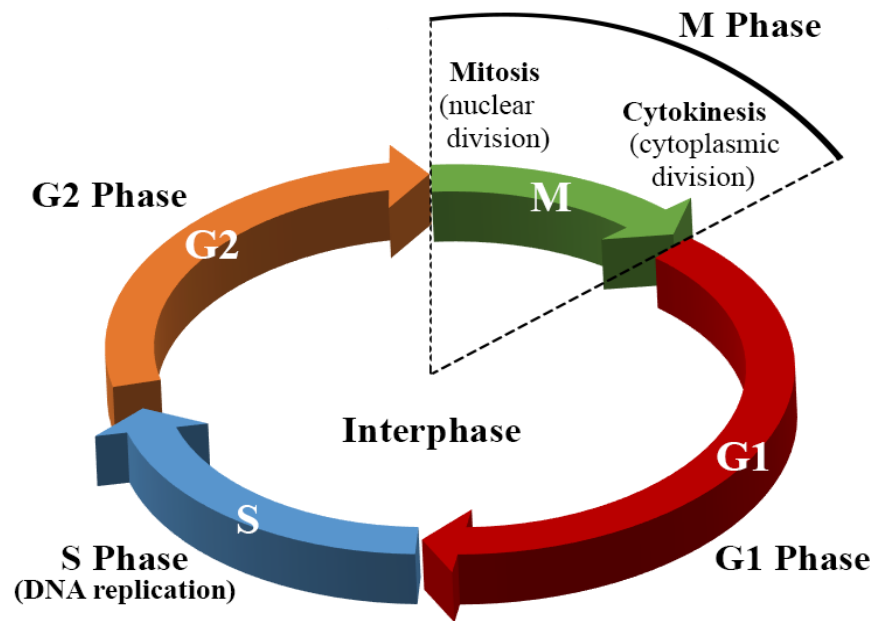 M Phase
Mitosis
(nuclear
division)
Cytokinesis
(cytoplasmic
division)
G2 Phase
M
G2
Interphase
G1
S
S Phase
(DNA replication)
G1 Phase